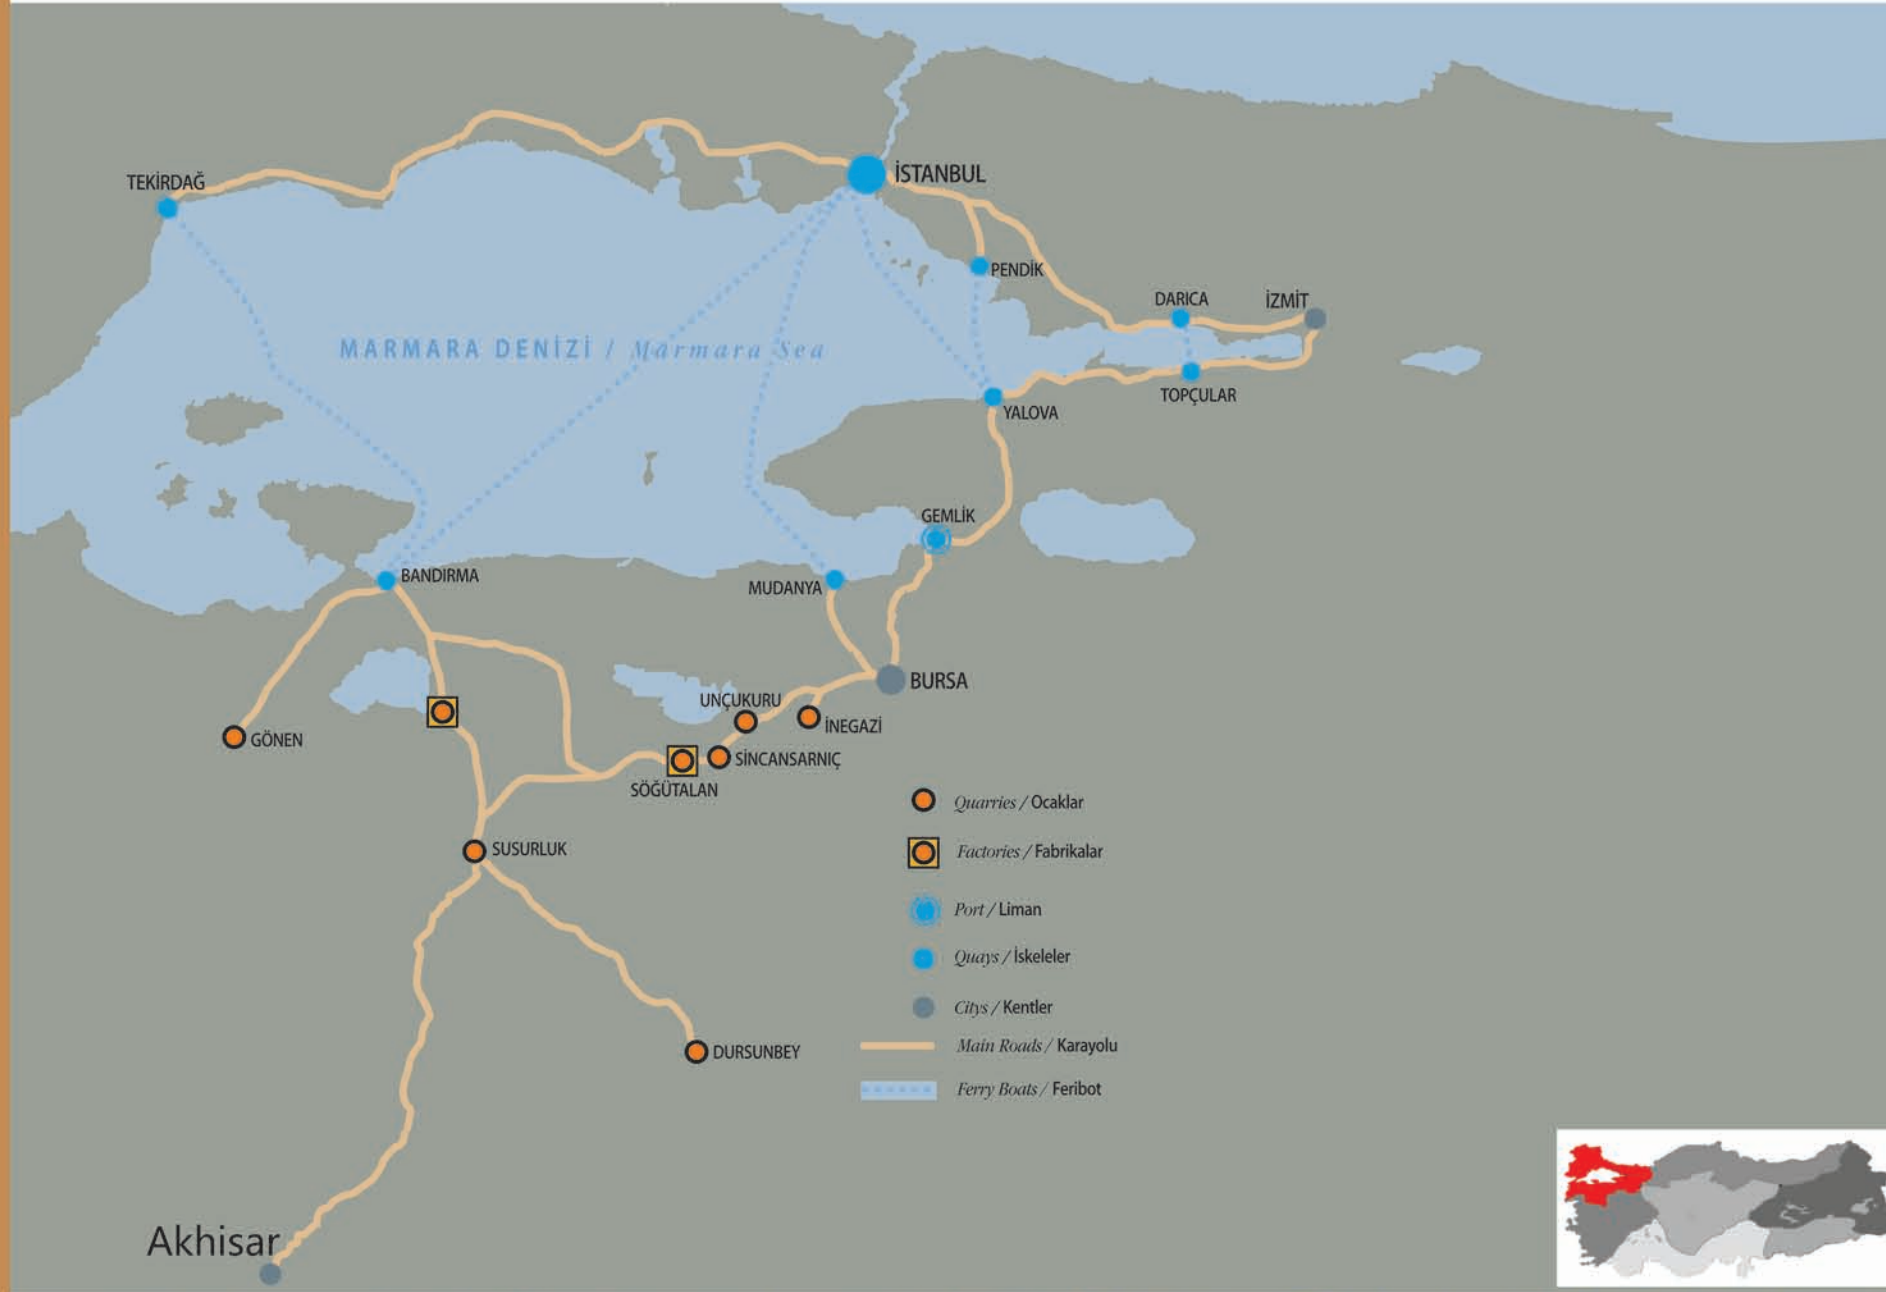 TEKİRDAĞ
İSTANBUL
PENDİK
DARICA
İZMİT
MARMARA DENİZİ / Marmara Sea
TOPÇULAR
YALOVA
GEMLİK
BANDIRMA
MUDANYA
BURSA
UNÇUKURU
İNEGAZİ
GÖNEN
SİNCANSARNIÇ
SÖĞÜTALAN
Quarries / Ocaklar
SUSURLUK
Factories / Fabrikalar
Port / Liman
Quays / İskeleler
Citys / Kentler
Main Roads / Karayolu
DURSUNBEY
Ferry Boats / Feribot
Akhisar